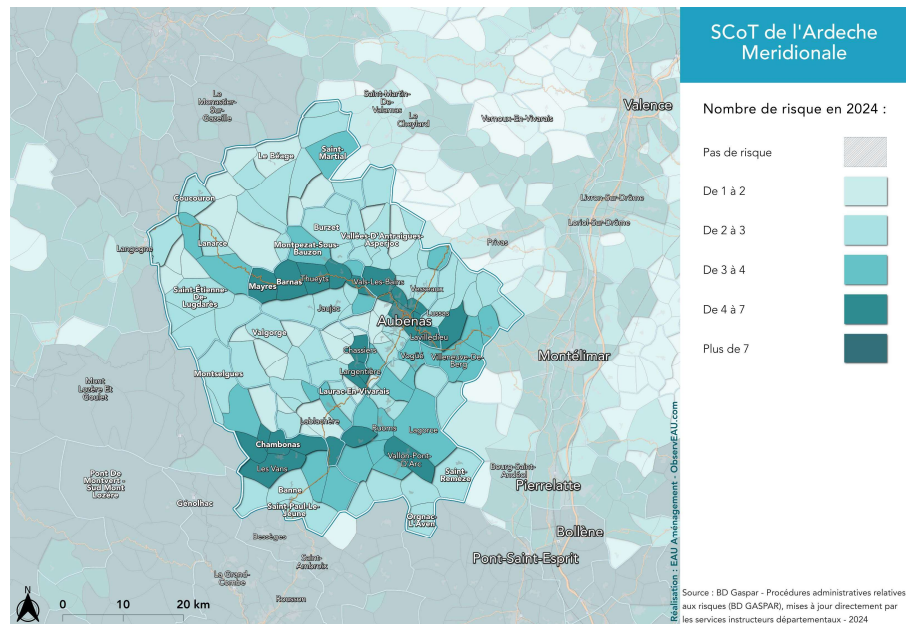 SCoT de l'Ardeche
Meridionale
Nombre de risque en 2024 :
Pas de risque
De 1 à 2
De 2 à 3
De 3 à 4
De 4 à 7
Plus de 7
Source : BD Gaspar - Procédures administratives relatives
aux risques (BD GASPAR), mises à jour directement par
les services instructeurs départementaux - 2024
Réalisation : EAU Aménagement - ObservEAU.com
Le
Monastier-
Sur-
Gazeille
Saint-Martin-
De-
Valamas
Le
Cheylard
Vernoux-En-Vivarais
Valence
Le Béage
Saint-
Martial
Coucouron
Livron-Sur-Drôme
Loriol-Sur-Drôme
Burzet
Vallées-D'Antraigues-
Asperjoc
Privas
Langogne
Lanarce
Montpezat-Sous-
Bauzon
Mayres
Barnas
Thueyts
Vals-Les-Bains
Vesseaux
Saint-Étienne-
De-
Lugdarès
Jaujac
Lussas
Aubenas
Valgorge
Lavilledieu
Chassiers
Vogüé
Villeneuve-De-
Berg
Montélimar
Montselgues
Largentière
Mont
Lozère Et
Goulet
Laurac-En-Vivarais
Lablachère
Ruoms
Lagorce
Chambonas
Vallon-Pont-
D'Arc
Les Vans
Saint-
Remèze
Bourg-Saint-
Andéol
Pont De
Montvert -
Sud Mont
Lozère
Banne
Pierrelatte
Génolhac
Saint-Paul-Le-
Jeune
Orgnac-
L'Aven
Bollène
Bessèges
Pont-Saint-Esprit
Saint-
Ambroix
La Grand-
Combe
Rousson
N
0 10 20 km